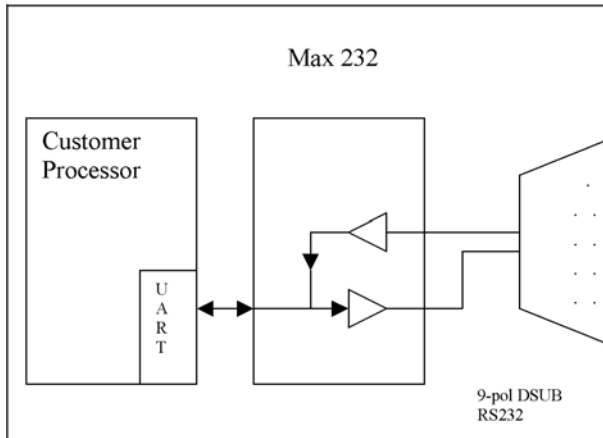 Max 232
Customer
Processor
U
A
R
T
9-pol DSUB
RS232